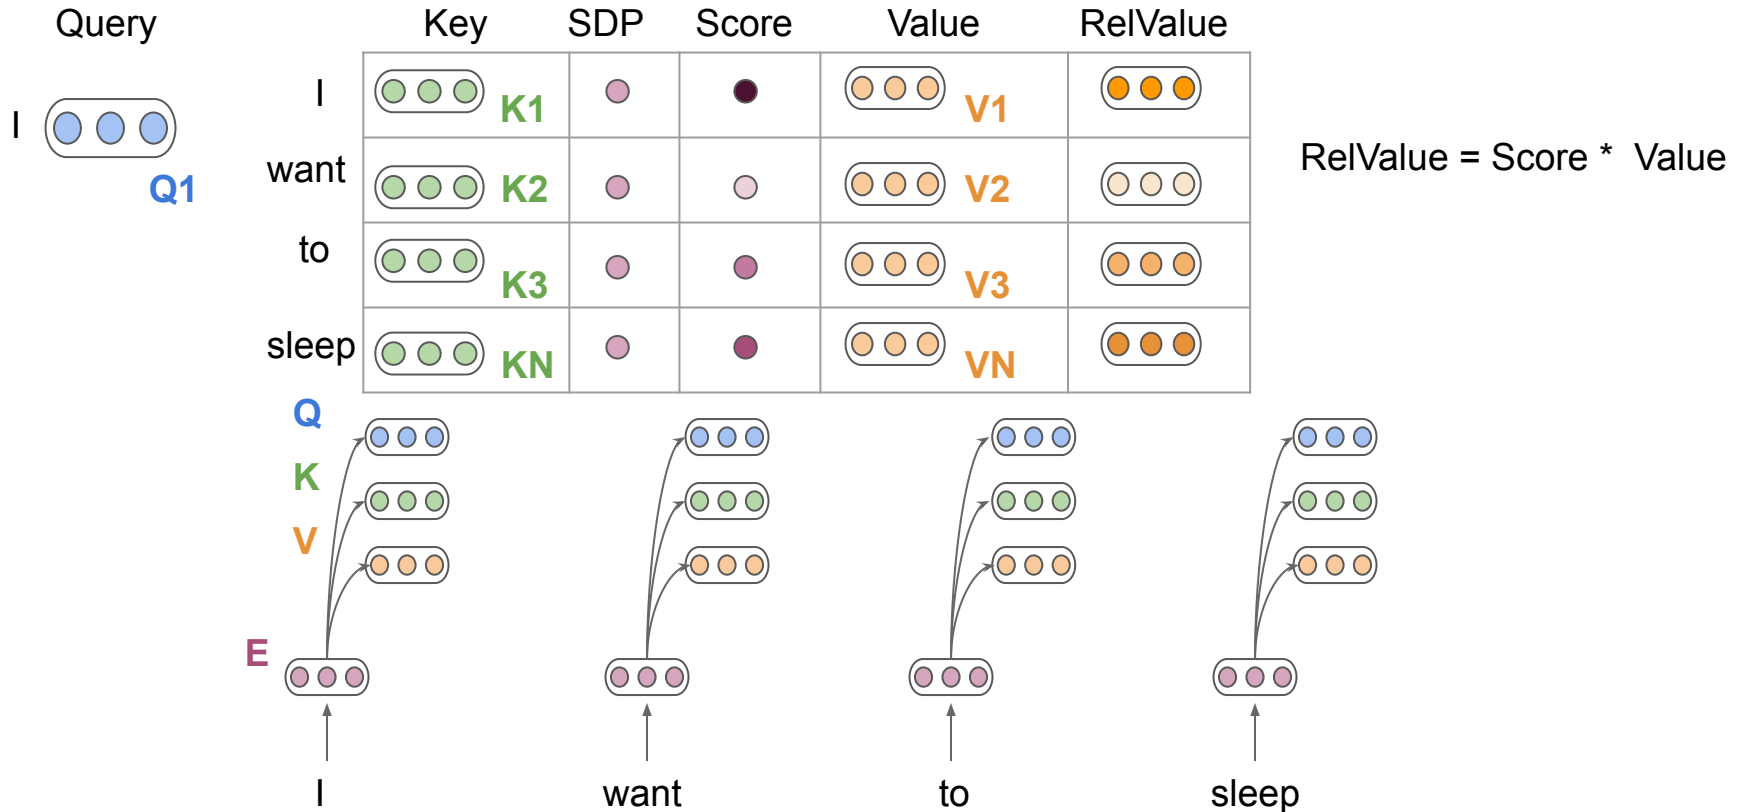 Query Key SDP Score Value RelValue
I K1 V1
I Q1
want K2 V2
RelValue = Score * Value
to K3 V3
sleep KN VN
Q
K
V
E
I want to sleep